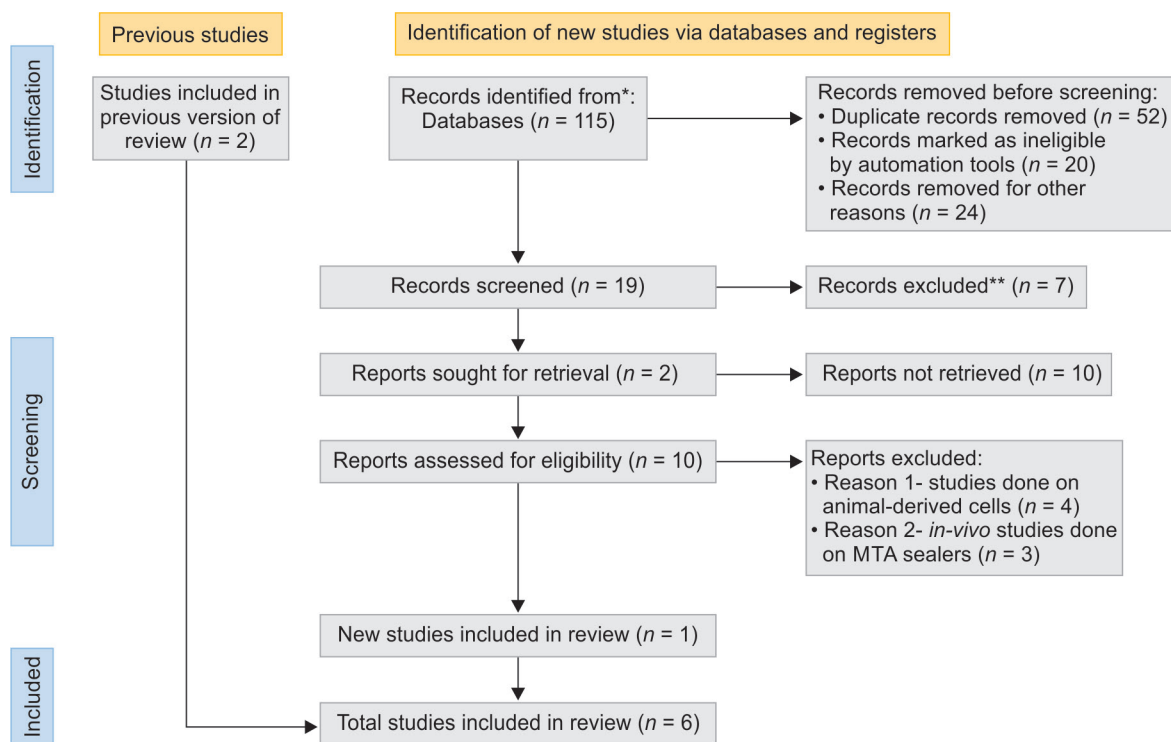 Previous studies
Identification of new studies via databases and registers
Identification
Studies included in
previous version of
review (n = 2)
Records identified from*:
Databases (n = 115)
Records removed before screening:
• Duplicate records removed (n = 52)
• Records marked as ineligible
by automation tools (n = 20)
• Records removed for other
reasons (n = 24)
Records screened (n = 19)
Records excluded** (n = 7)
Screening
Reports sought for retrieval (n = 2)
Reports not retrieved (n = 10)
Reports assessed for eligibility (n = 10)
Reports excluded:
• Reason 1- studies done on
animal-derived cells (n = 4)
• Reason 2- in-vivo studies done
on MTA sealers (n = 3)
Included
New studies included in review (n = 1)
Total studies included in review (n = 6)